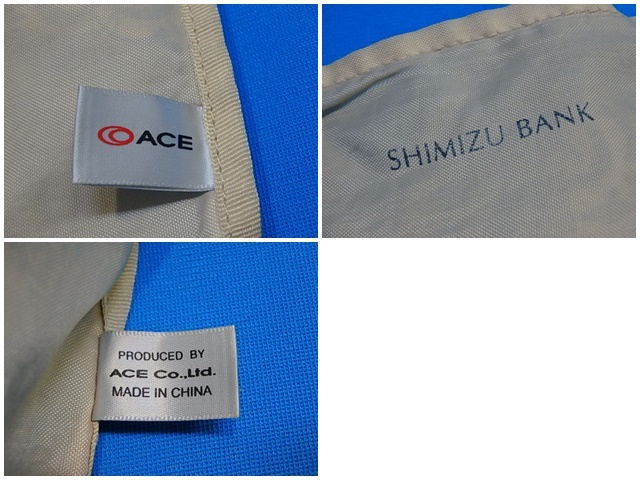 ACE
SHIMIZU BANK
PRODUCED BY
ACE Co.,Ltd.
MADE IN CHINA